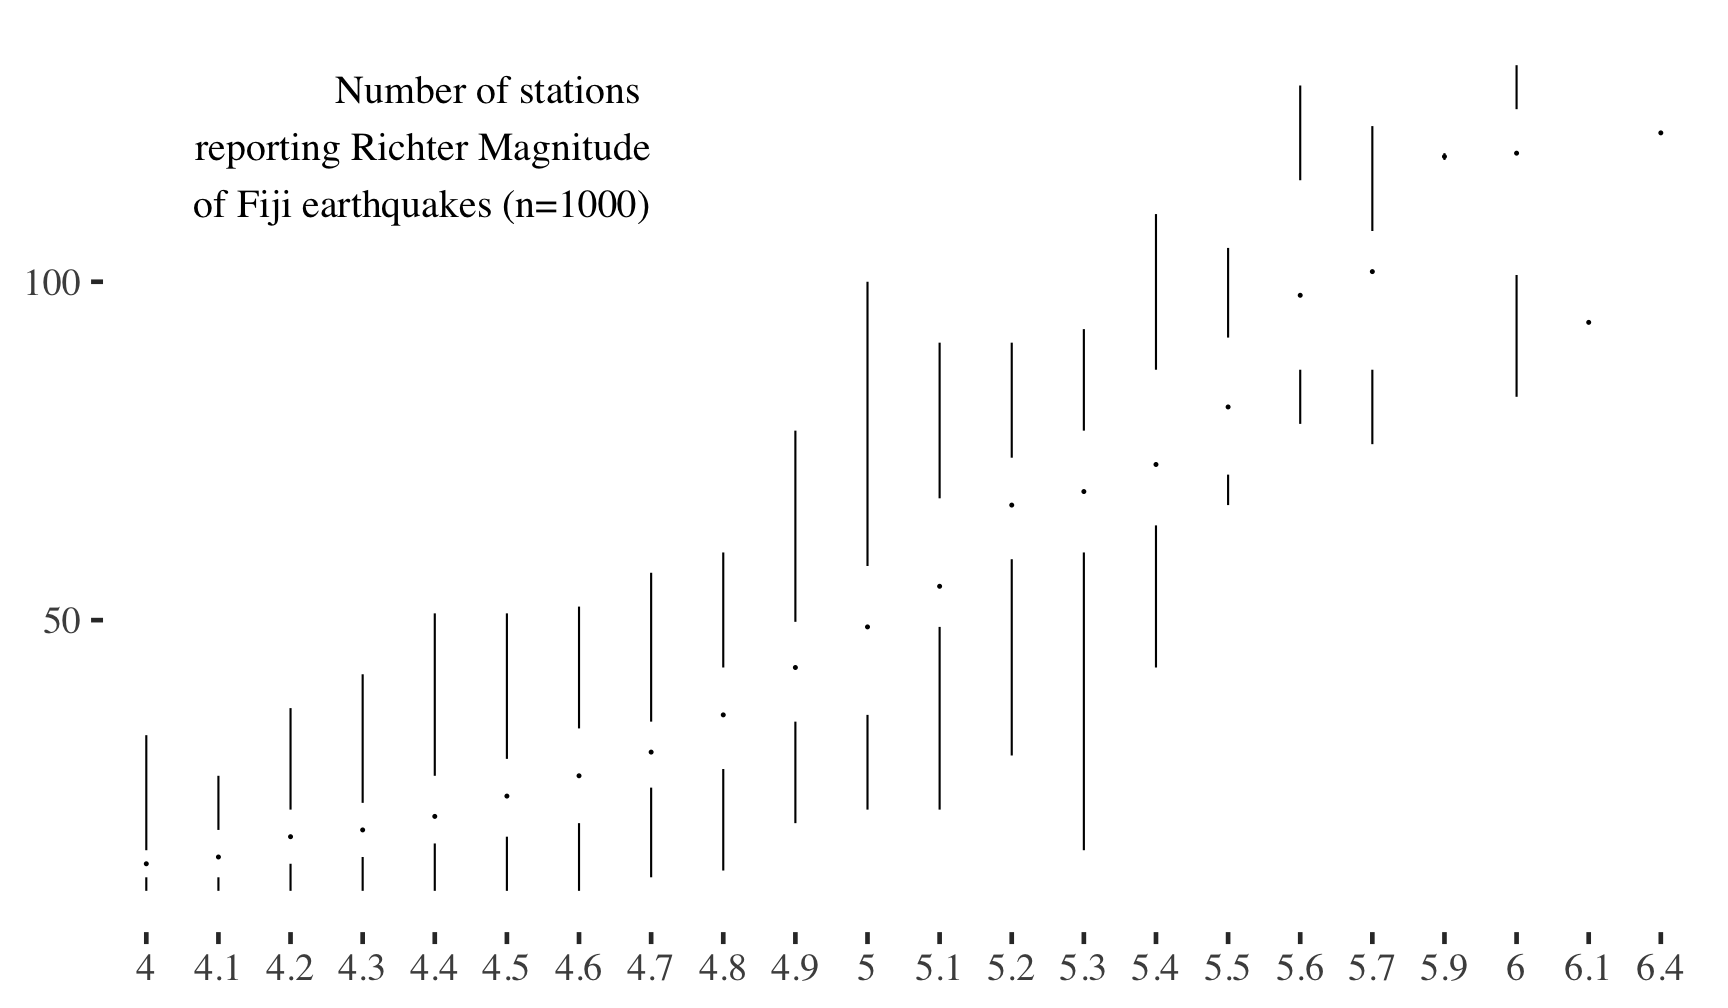 Number of stations
reporting Richter Magnitude
of Fiji earthquakes (n=1000)
100
50
4 4.1 4.2 4.3 4.4 4.5 4.6 4.7 4.8 4.9 5 5.1 5.2 5.3 5.4 5.5 5.6 5.7 5.9 6 6.1 6.4